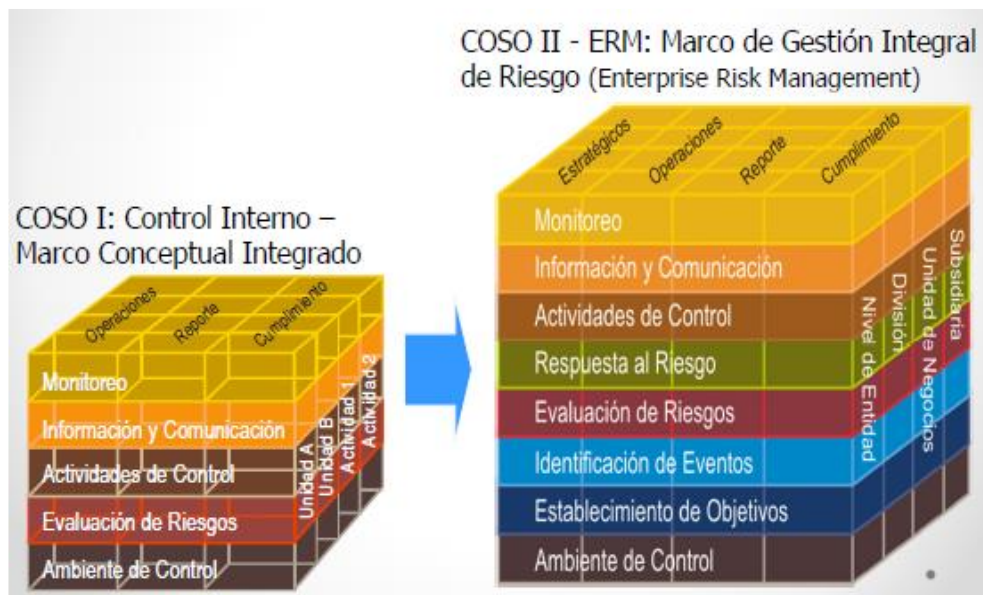 COSO II - ERM: Marco de Gestión Integral
de Riesgo (Enterprise Risk Management)
Estratégicos
Operaciones
Reporte
Cumplimiento
Monitoreo
Información y Comunicación
Actividades de Control
Respuesta al Riesgo
Evaluación de Riesgos
Identificación de Eventos
Establecimiento de Objetivos
Ambiente de Control
Nivel de Entidad
División
Unidad de Negocios
Subsidiaria
COSO I: Control Interno –
Marco Conceptual Integrado
Operaciones
Reporte
Cumplimiento
Monitoreo
Información y Comunicación
Actividades de Control
Evaluación de Riesgos
Ambiente de Control
Unidad A
Unidad B
Actividad 1
Actividad 2